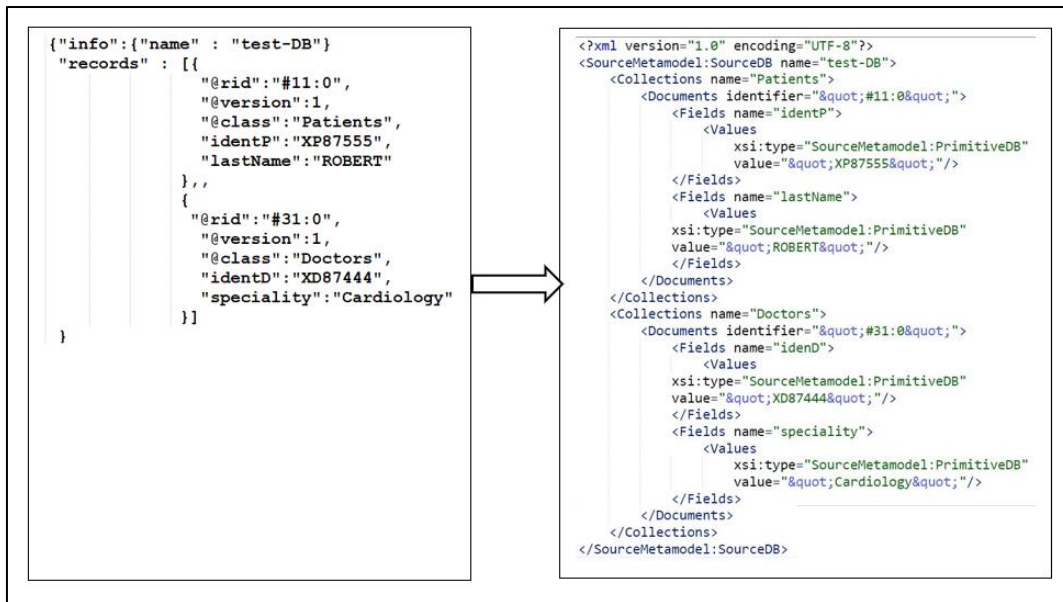 {"info":{"name" : "test-DB"}
"records" : [{
"@rid":"#11:0",
"@version":1,
"@class":"Patients",
"identP":"XP87555",
"lastName":"ROBERT"
},,
{
"@rid":"#31:0",
"@version":1,
"@class":"Doctors",
"identD":"XD87444",
"speciality":"Cardiology"
}]
}
<?xml version="1.0" encoding="UTF-8"?>
<SourceMetamodel:SourceDB name="test-DB">
<Collections name="Patients">
<Documents identifier="&quot;#11:0&quot;">
<Fields name="identP">
<Values
xsi:type="SourceMetamodel:PrimitiveDB"
value="&quot;XP87555&quot;"/>
</Fields>
<Fields name="lastName">
<Values
xsi:type="SourceMetamodel:PrimitiveDB"
value="&quot;ROBERT&quot;"/>
</Fields>
</Documents>
</Collections>
<Collections name="Doctors">
<Documents identifier="&quot;#31:0&quot;">
<Fields name="idenD">
<Values
xsi:type="SourceMetamodel:PrimitiveDB"
value="&quot;XD87444&quot;"/>
</Fields>
<Fields name="speciality">
<Values
xsi:type="SourceMetamodel:PrimitiveDB"
value="&quot;Cardiology&quot;"/>
</Fields>
</Documents>
</Collections>
</SourceMetamodel:SourceDB>